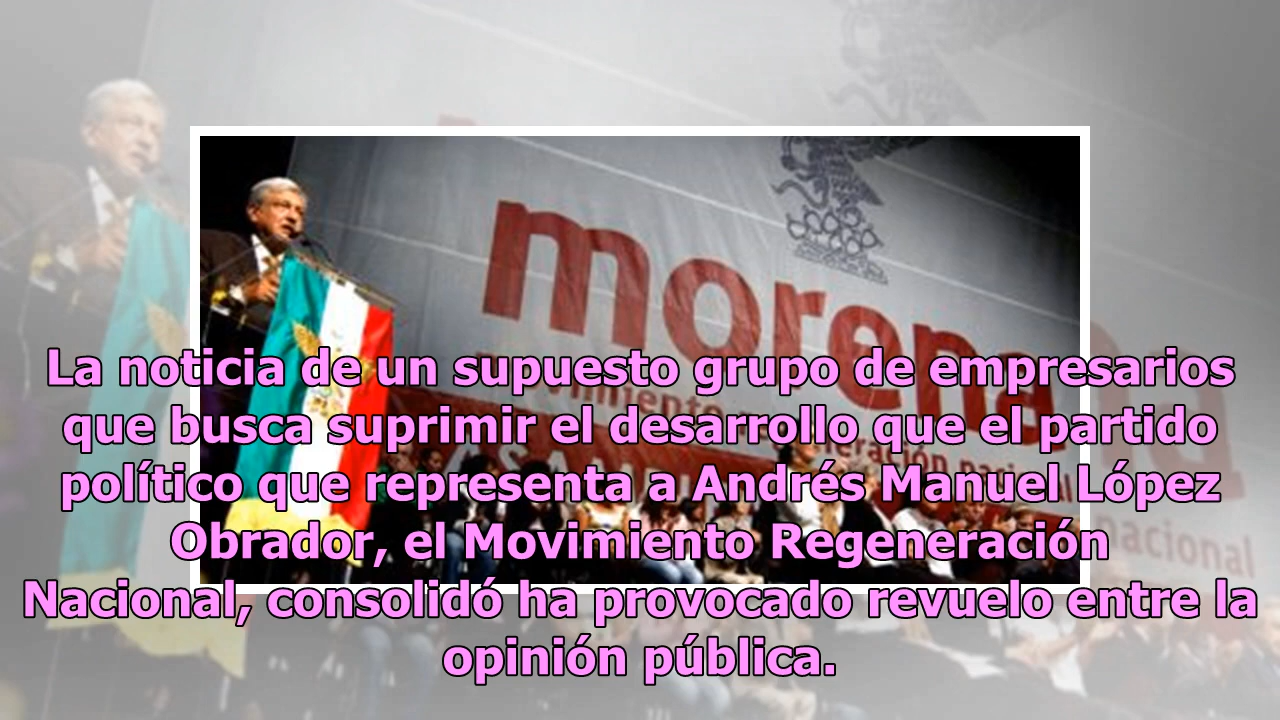 morena
La noticia de un supuesto grupo de empresarios
que busca suprimir el desarrollo que el partido
político que representa a Andrés Manuel López
Obrador, el Movimiento Regeneración
Nacional, consolidó ha provocado revuelo entre la
opinión pública.
nacional